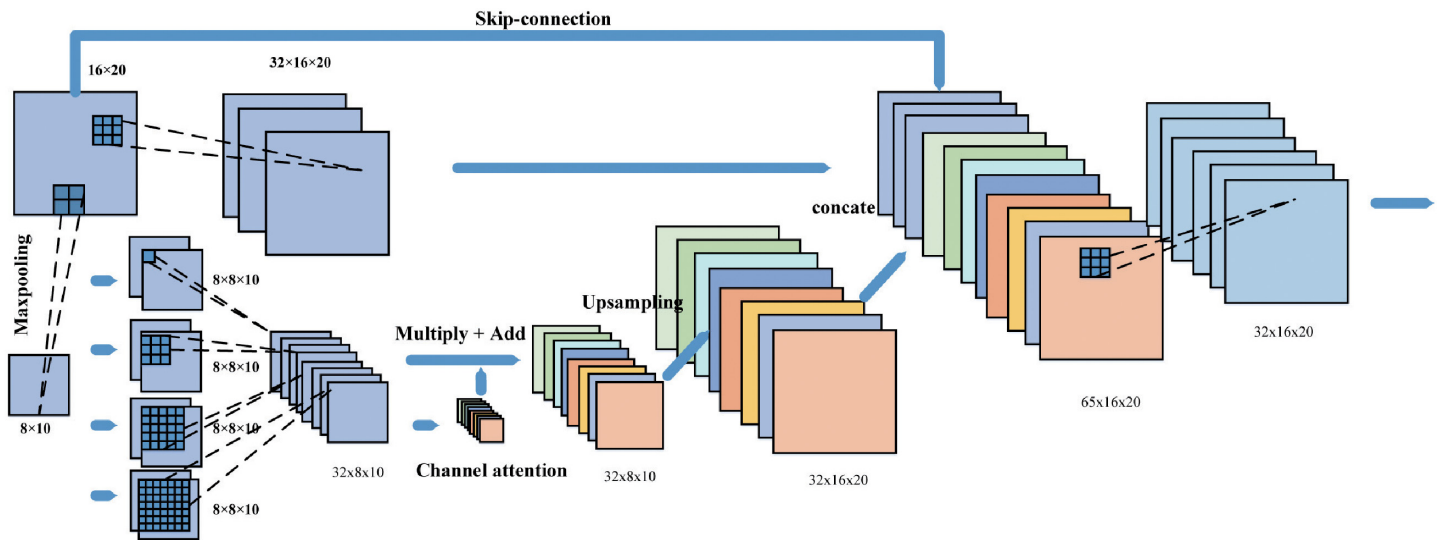 Skip-connection
16×20
32×16×20
Maxpooling
8×10
8×8×10
8×8×10
8×8×10
8×8×10
32x8x10
Multiply + Add
Channel attention
32x8x10
Upsampling
32x16x20
concate
65x16x20
32x16x20